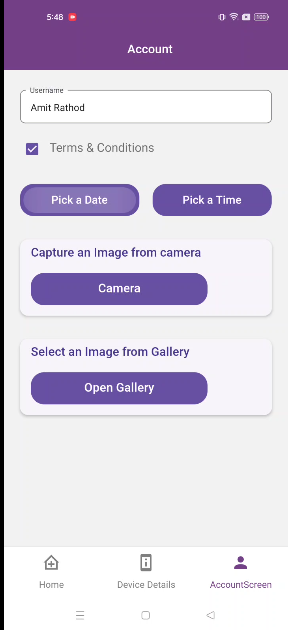 5:48
100
Account
Username
Amit Rathod
Terms & Conditions
Pick a Date
Pick a Time
Capture an Image from camera
Camera
Select an Image from Gallery
Open Gallery
Home
Device Details
AccountScreen